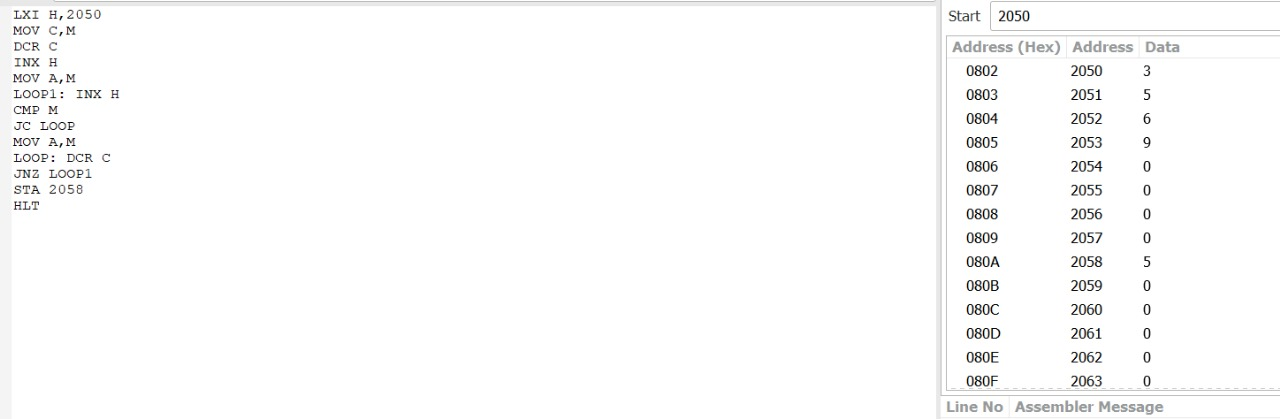 LXI H,2050
MOV C,M
DCR C
INX H
MOV A,M
LOOP1: INX H
CMP M
JC LOOP
MOV A,M
LOOP: DCR C
JNZ LOOP1
STA 2058
HLT
Start 2050
Address (Hex) Address Data
0802 2050 3
0803 2051 5
0804 2052 6
0805 2053 9
0806 2054 0
0807 2055 0
0808 2056 0
0809 2057 0
080A 2058 5
080B 2059 0
080C 2060 0
080D 2061 0
080E 2062 0
080F 2063 0
Line No Assembler Message